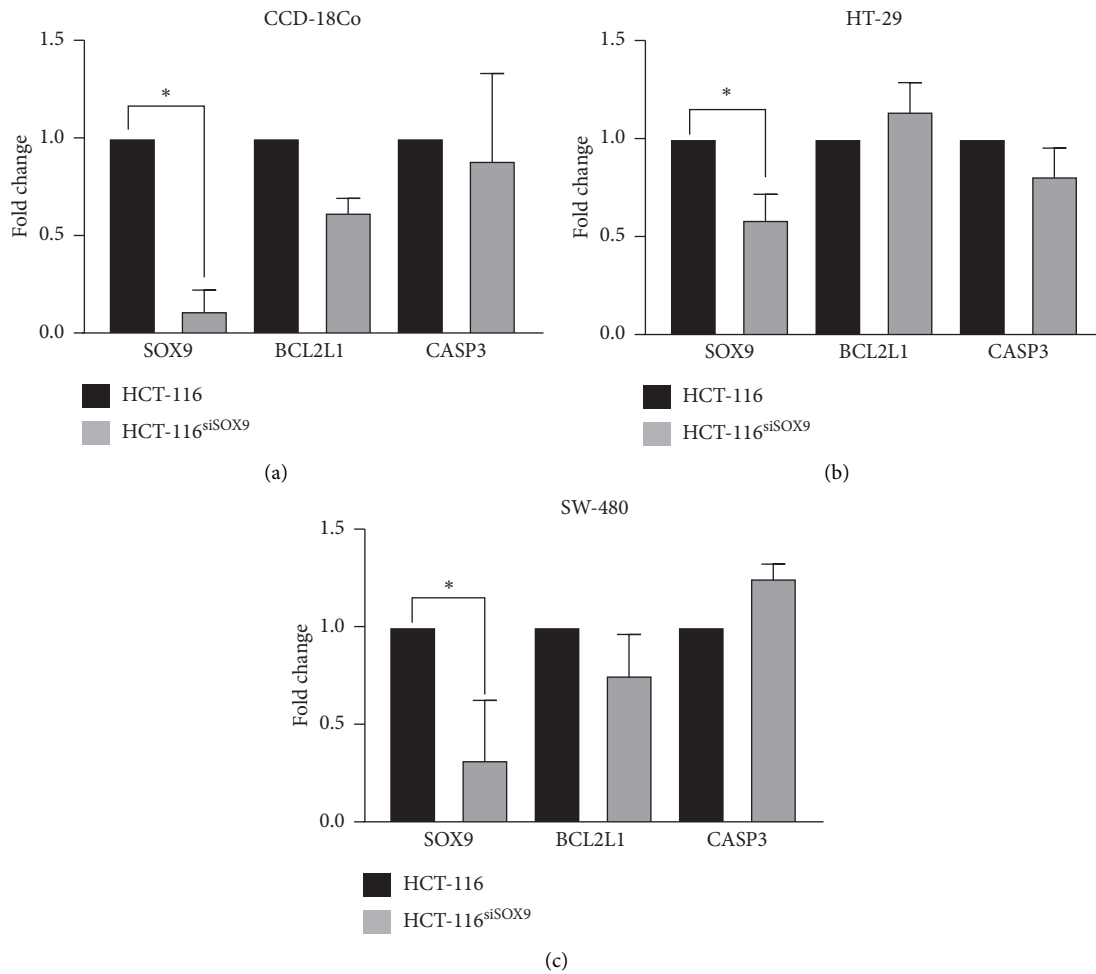 CCD-18Co
1.5
*
1.0
Fold change
0.5
0.0
SOX9 BCL2L1 CASP3
HCT-116
HCT-116siSOX9
(a)
HT-29
1.5
*
1.0
Fold change
0.5
0.0
SOX9 BCL2L1 CASP3
HCT-116
HCT-116siSOX9
(b)
SW-480
1.5
*
1.0
Fold change
0.5
0.0
SOX9 BCL2L1 CASP3
HCT-116
HCT-116siSOX9
(c)